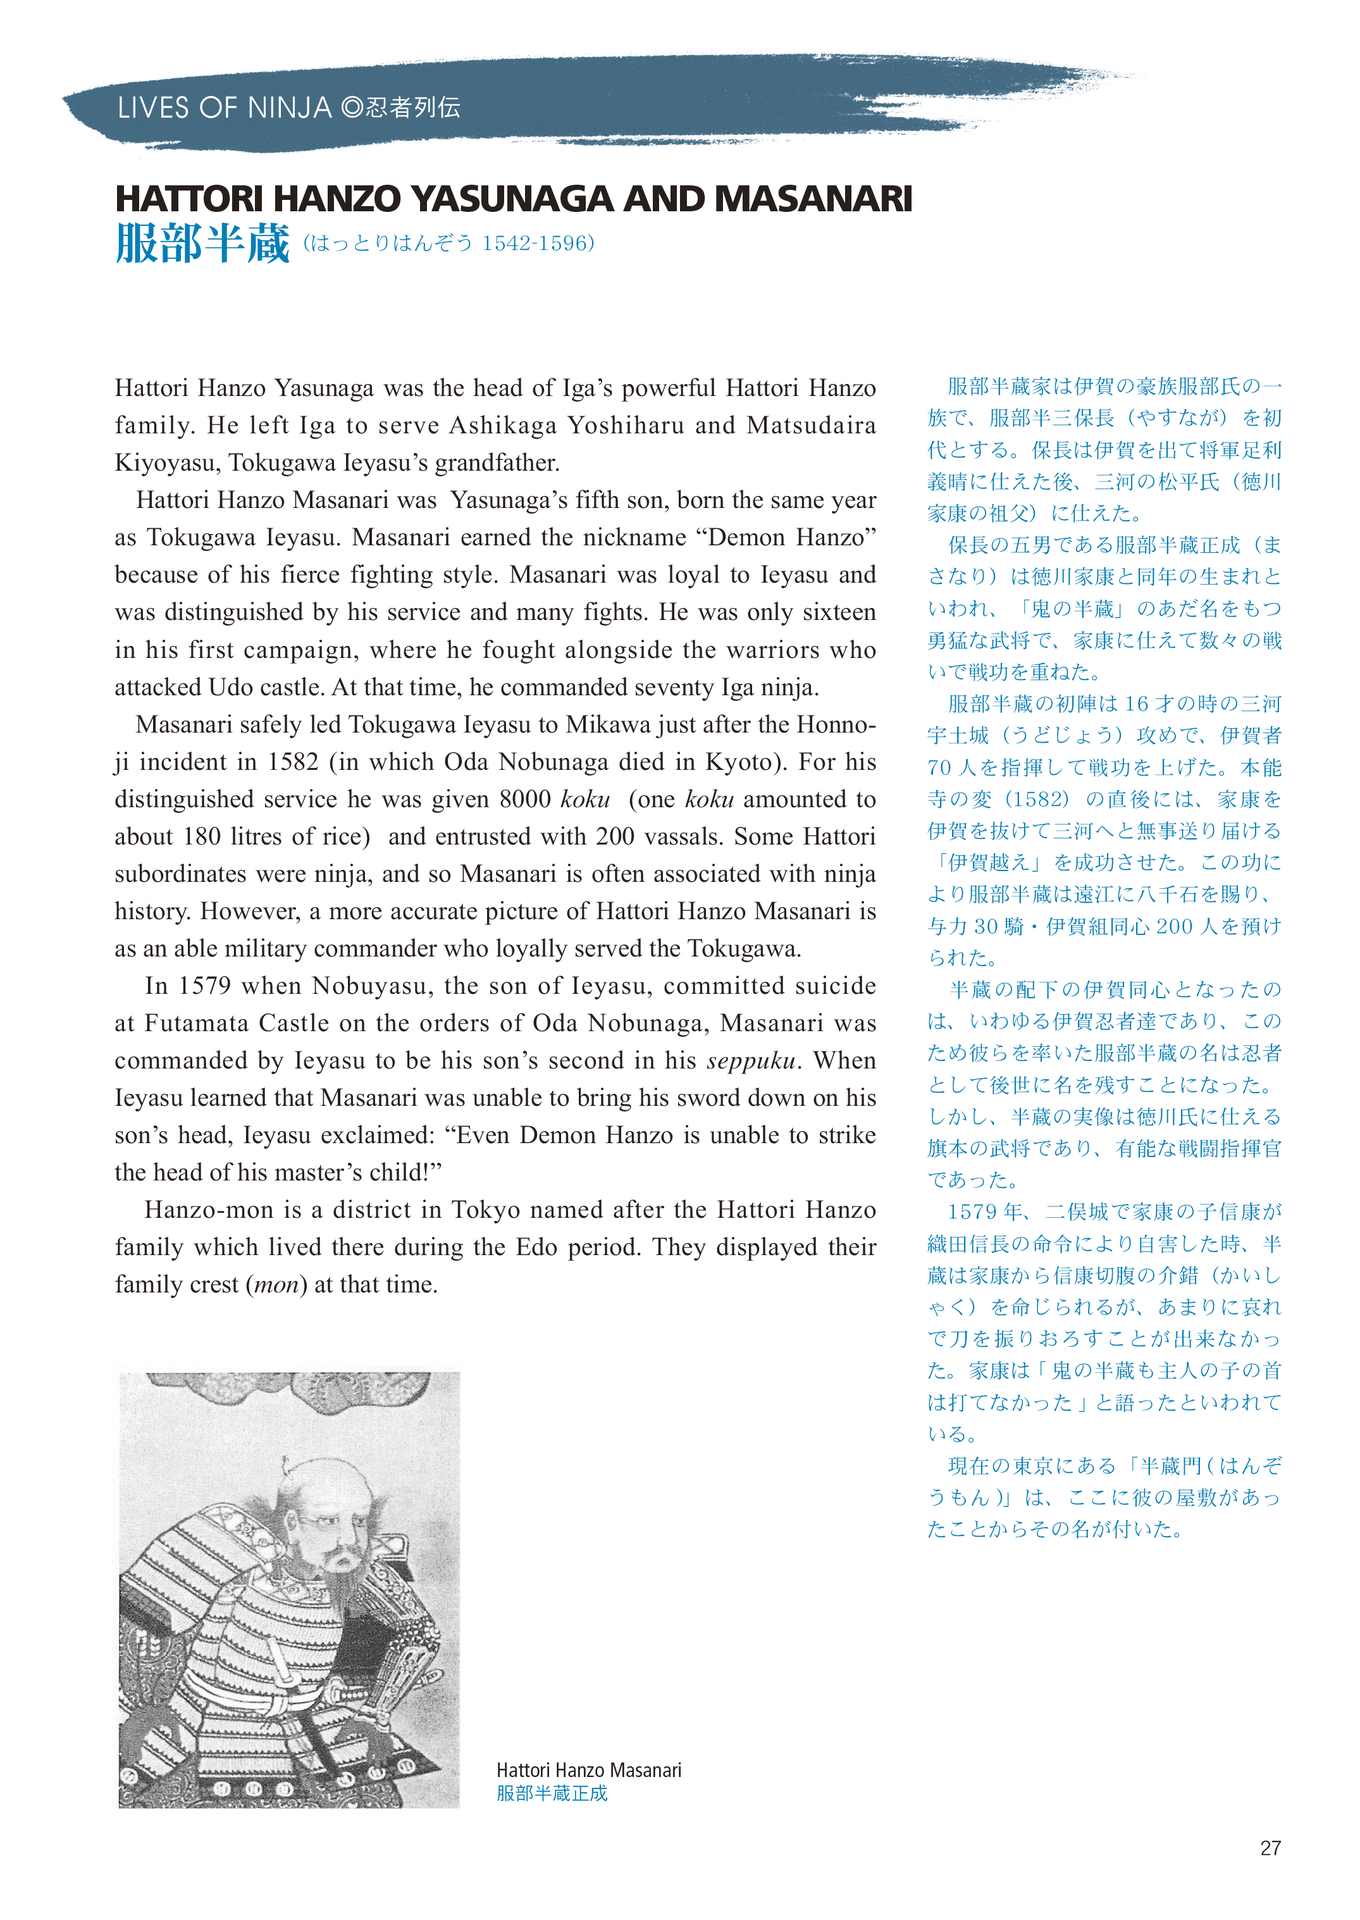 LIVES OF NINJA ◎忍者列伝
HATTORI HANZO YASUNAGA AND MASANARI
服部半蔵（はっとりはんぞう 1542-1596）
Hattori Hanzo Yasunaga was the head of Iga’s powerful Hattori Hanzo
family. He left Iga to serve Ashikaga Yoshiharu and Matsudaira
Kiyoyasu, Tokugawa Ieyasu’s grandfather.
Hattori Hanzo Masanari was Yasunaga’s fifth son, born the same year
as Tokugawa Ieyasu. Masanari earned the nickname “Demon Hanzo”
because of his fierce fighting style. Masanari was loyal to Ieyasu and
was distinguished by his service and many fights. He was only sixteen
in his first campaign, where he fought alongside the warriors who
attacked Udo castle. At that time, he commanded seventy Iga ninja.
Masanari safely led Tokugawa Ieyasu to Mikawa just after the Honno-
ji incident in 1582 (in which Oda Nobunaga died in Kyoto). For his
distinguished service he was given 8000 koku (one koku amounted to
about 180 litres of rice) and entrusted with 200 vassals. Some Hattori
subordinates were ninja, and so Masanari is often associated with ninja
history. However, a more accurate picture of Hattori Hanzo Masanari is
as an able military commander who loyally served the Tokugawa.
In 1579 when Nobuyasu, the son of Ieyasu, committed suicide
at Futamata Castle on the orders of Oda Nobunaga, Masanari was
commanded by Ieyasu to be his son’s second in his seppuku. When
Ieyasu learned that Masanari was unable to bring his sword down on his
son’s head, Ieyasu exclaimed: “Even Demon Hanzo is unable to strike
the head of his master’s child!”
Hanzo-mon is a district in Tokyo named after the Hattori Hanzo
family which lived there during the Edo period. They displayed their
family crest (mon) at that time.
服部半蔵家は伊賀の豪族服部氏の一
族で、服部半三保長（やすなが）を初
代とする。保長は伊賀を出て将軍足利
義晴に仕えた後、三河の松平氏（徳川
家康の祖父）に仕えた。
保長の五男である服部半蔵正成（ま
さなり）は徳川家康と同年の生まれと
いわれ、「鬼の半蔵」のあだ名をもつ
勇猛な武将で、家康に仕えて数々の戦
いで戦功を重ねた。
服部半蔵の初陣は 16 才の時の三河
宇土城（うどじょう）攻めで、伊賀者
70 人を指揮して戦功を上げた。本能
寺の変（1582）の直後には、家康を
伊賀を抜けて三河へと無事送り届ける
「伊賀越え」を成功させた。この功に
より服部半蔵は遠江に八千石を賜り、
与力 30 騎・伊賀組同心 200 人を預け
られた。
半蔵の配下の伊賀同心となったの
は、いわゆる伊賀忍者達であり、この
ため彼らを率いた服部半蔵の名は忍者
として後世に名を残すことになった。
しかし、半蔵の実像は徳川氏に仕える
旗本の武将であり、有能な戦闘指揮官
であった。
1579 年、二俣城で家康の子信康が
織田信長の命令により自害した時、半
蔵は家康から信康切腹の介錯（かいし
ゃく）を命じられるが、あまりに哀れ
で刀を振りおろすことが出来なかっ
た。家康は「 鬼の半蔵も主人の子の首
は打てなかった 」と語ったといわれて
いる。
現在の東京にある「半蔵門（はんぞ
うもん）」は、ここに彼の屋敷があっ
たことからその名が付いた。
Hattori Hanzo Masanari
服部半蔵正成
27